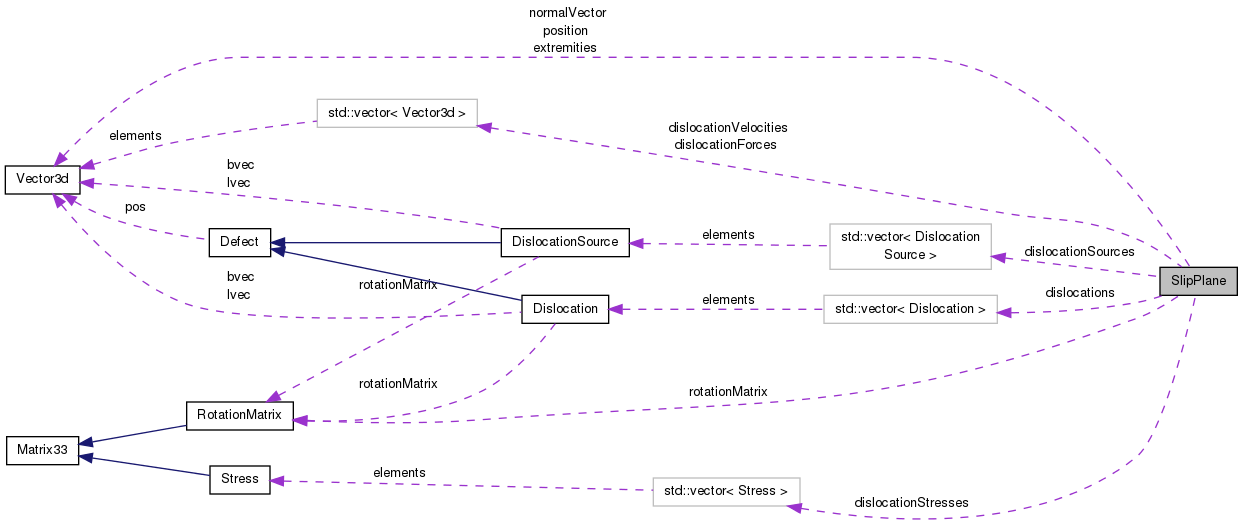 normalVector
position
extremities
std::vector< Vector3d >
elements
dislocationVelocities
dislocationForces
Vector3d
bvec
lvec
pos
Defect
DislocationSource
elements
std::vector< Dislocation
Source >
dislocationSources
SlipPlane
bvec
lvec
rotationMatrix
Dislocation
elements
std::vector< Dislocation >
dislocations
rotationMatrix
rotationMatrix
RotationMatrix
Matrix33
Stress
elements
std::vector< Stress >
dislocationStresses